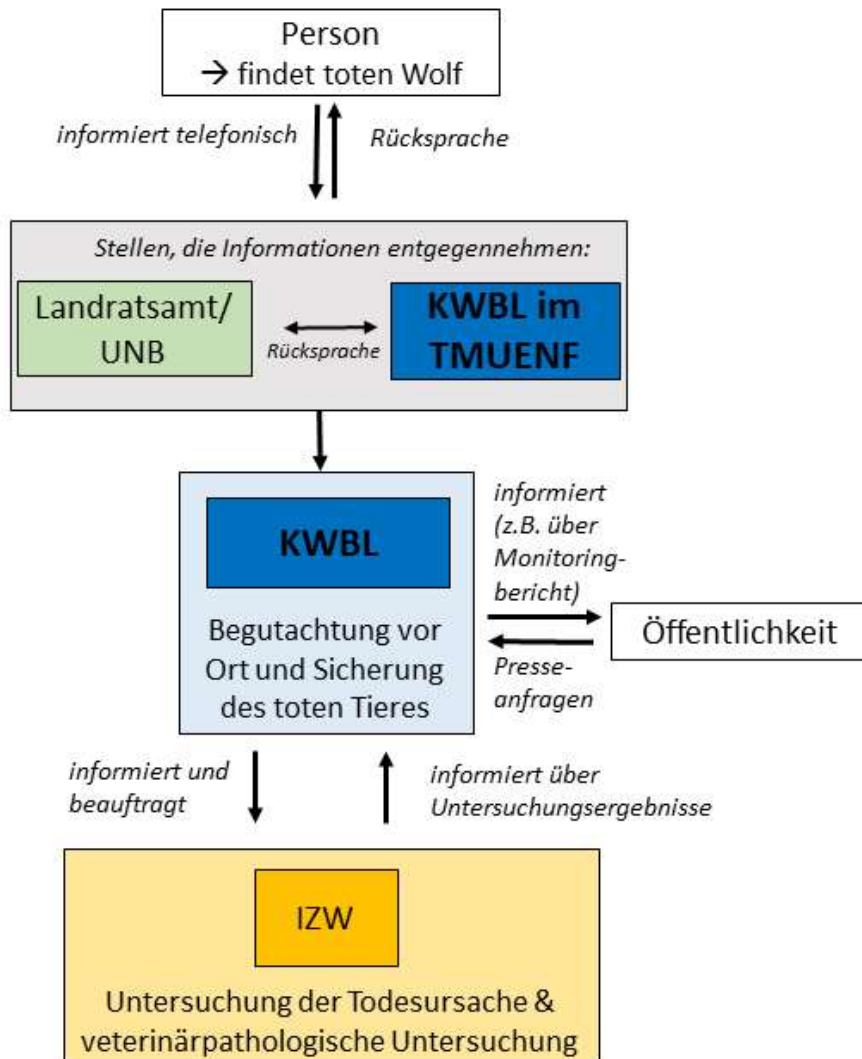 Person
→ findet toten Wolf
informiert telefonisch
Rücksprache
Stellen, die Informationen entgegennehmen:
Landratsamt/
UNB
Rücksprache
KWBL im
TMUENF
KWBL
Begutachtung vor
Ort und Sicherung
des toten Tieres
informiert
(z.B. über
Monitoring-
bericht)
Öffentlichkeit
Presse-
anfragen
informiert und
beauftragt
informiert über
Untersuchungsergebnisse
IZW
Untersuchung der Todesursache &
veterinärpathologische Untersuchung